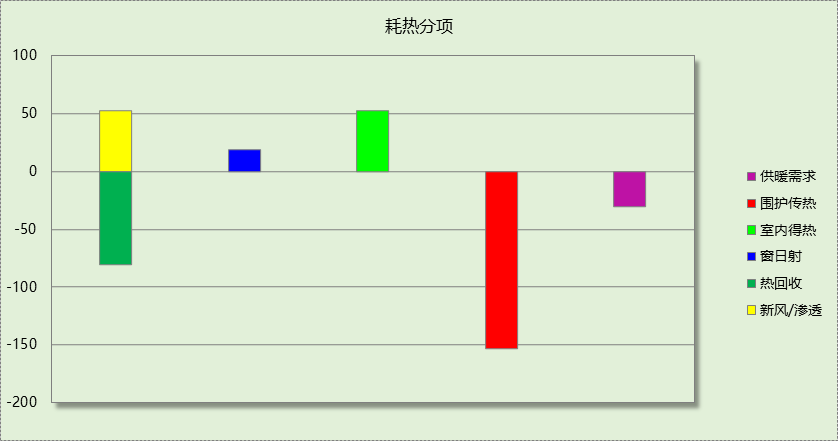 耗热分项
100
50
0
-50
-100
-150
-200
供暖需求
围护传热
室内得热
窗日射
热回收
新风/渗透